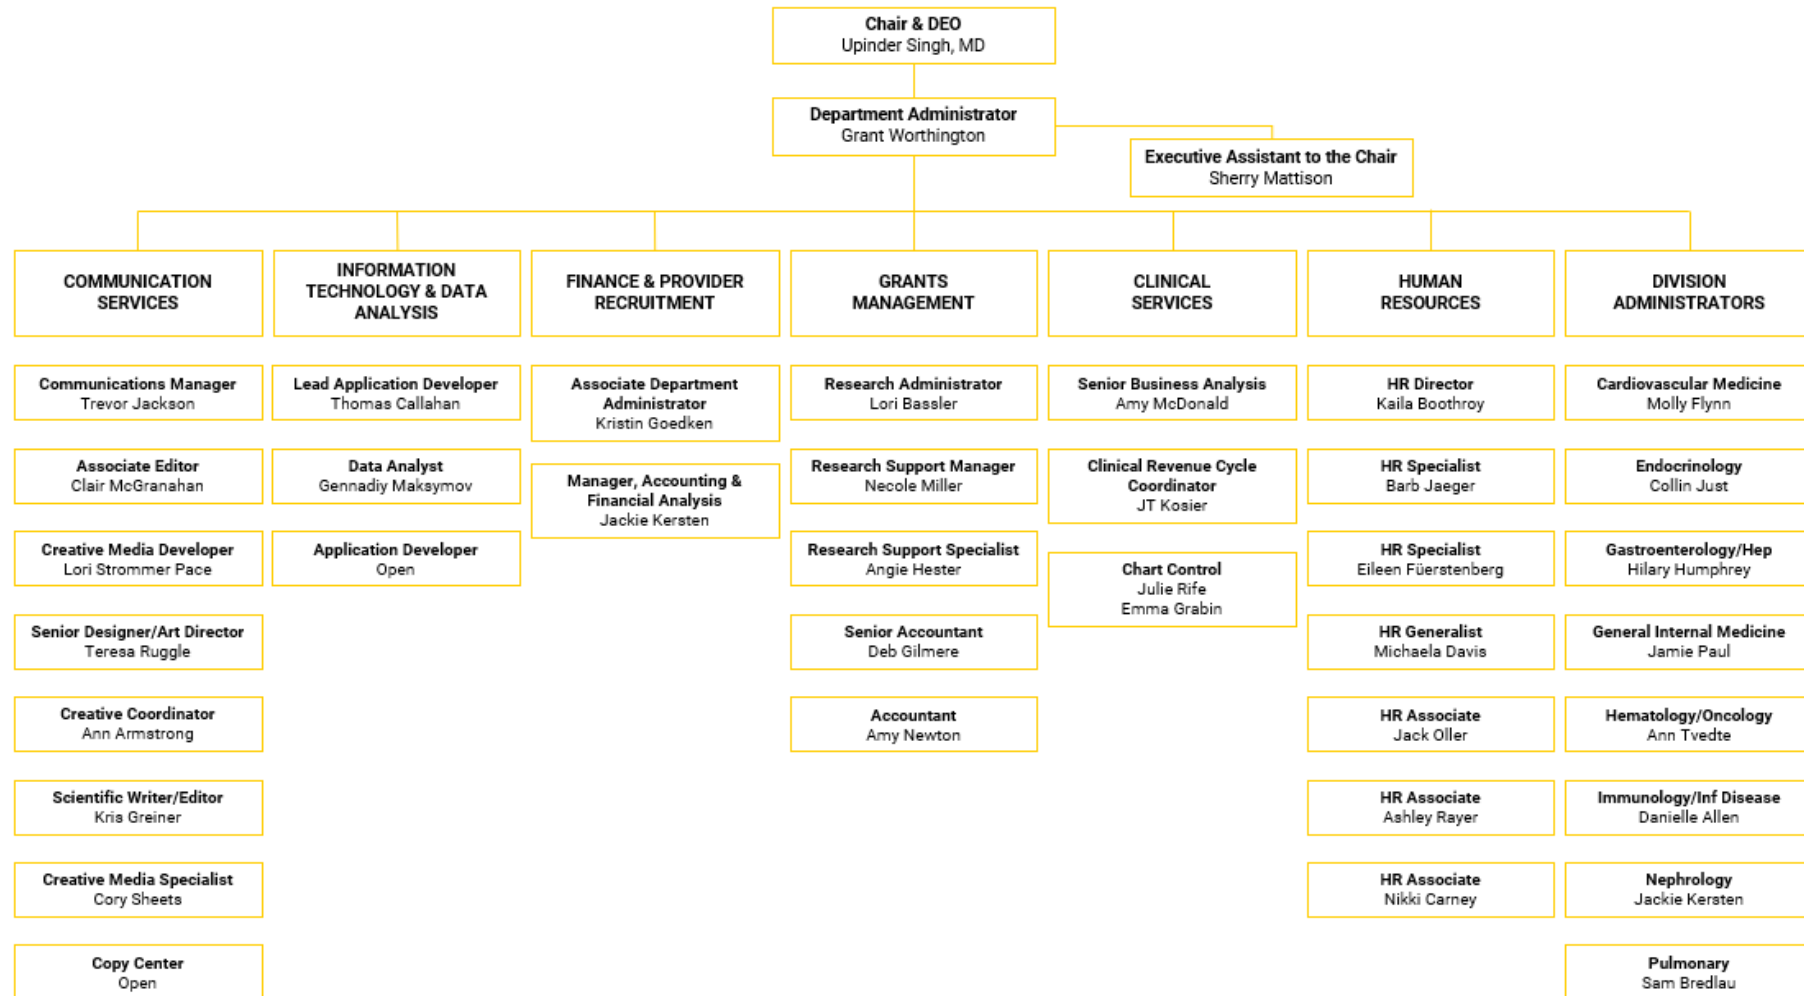 Chair & DEO
Upinder Singh, MD
Department Administrator
Grant Worthington
Executive Assistant to the Chair
Sherry Mattison
COMMUNICATION
SERVICES
Communications Manager
Trevor Jackson
Associate Editor
Clair McGranahan
Creative Media Developer
Lori Strommer Pace
Senior Designer/Art Director
Teresa Ruggle
Creative Coordinator
Ann Armstrong
Scientific Writer/Editor
Kris Greiner
Creative Media Specialist
Cory Sheets
Copy Center
Open
INFORMATION
TECHNOLOGY & DATA
ANALYSIS
Lead Application Developer
Thomas Callahan
Data Analyst
Gennadiy Maksymov
Application Developer
Open
FINANCE & PROVIDER
RECRUITMENT
Associate Department
Administrator
Kristin Goedken
Manager, Accounting &
Financial Analysis
Jackie Kersten
GRANTS
MANAGEMENT
Research Administrator
Lori Bassler
Research Support Manager
Necole Miller
Research Support Specialist
Angie Hester
Senior Accountant
Deb Gilmere
Accountant
Amy Newton
CLINICAL
SERVICES
Senior Business Analysis
Amy McDonald
Clinical Revenue Cycle
Coordinator
JT Kosier
Chart Control
Julie Rife
Emma Grabin
HUMAN
RESOURCES
HR Director
Kaila Boothroy
HR Specialist
Barb Jaeger
HR Specialist
Eileen Füerstenberg
HR Generalist
Michaela Davis
HR Associate
Jack Oller
HR Associate
Ashley Rayer
HR Associate
Nikki Carney
DIVISION
ADMINISTRATORS
Cardiovascular Medicine
Molly Flynn
Endocrinology
Collin Just
Gastroenterology/Hep
Hilary Humphrey
General Internal Medicine
Jamie Paul
Hematology/Oncology
Ann Tvedte
Immunology/Inf Disease
Danielle Allen
Nephrology
Jackie Kersten
Pulmonary
Sam Bredlau